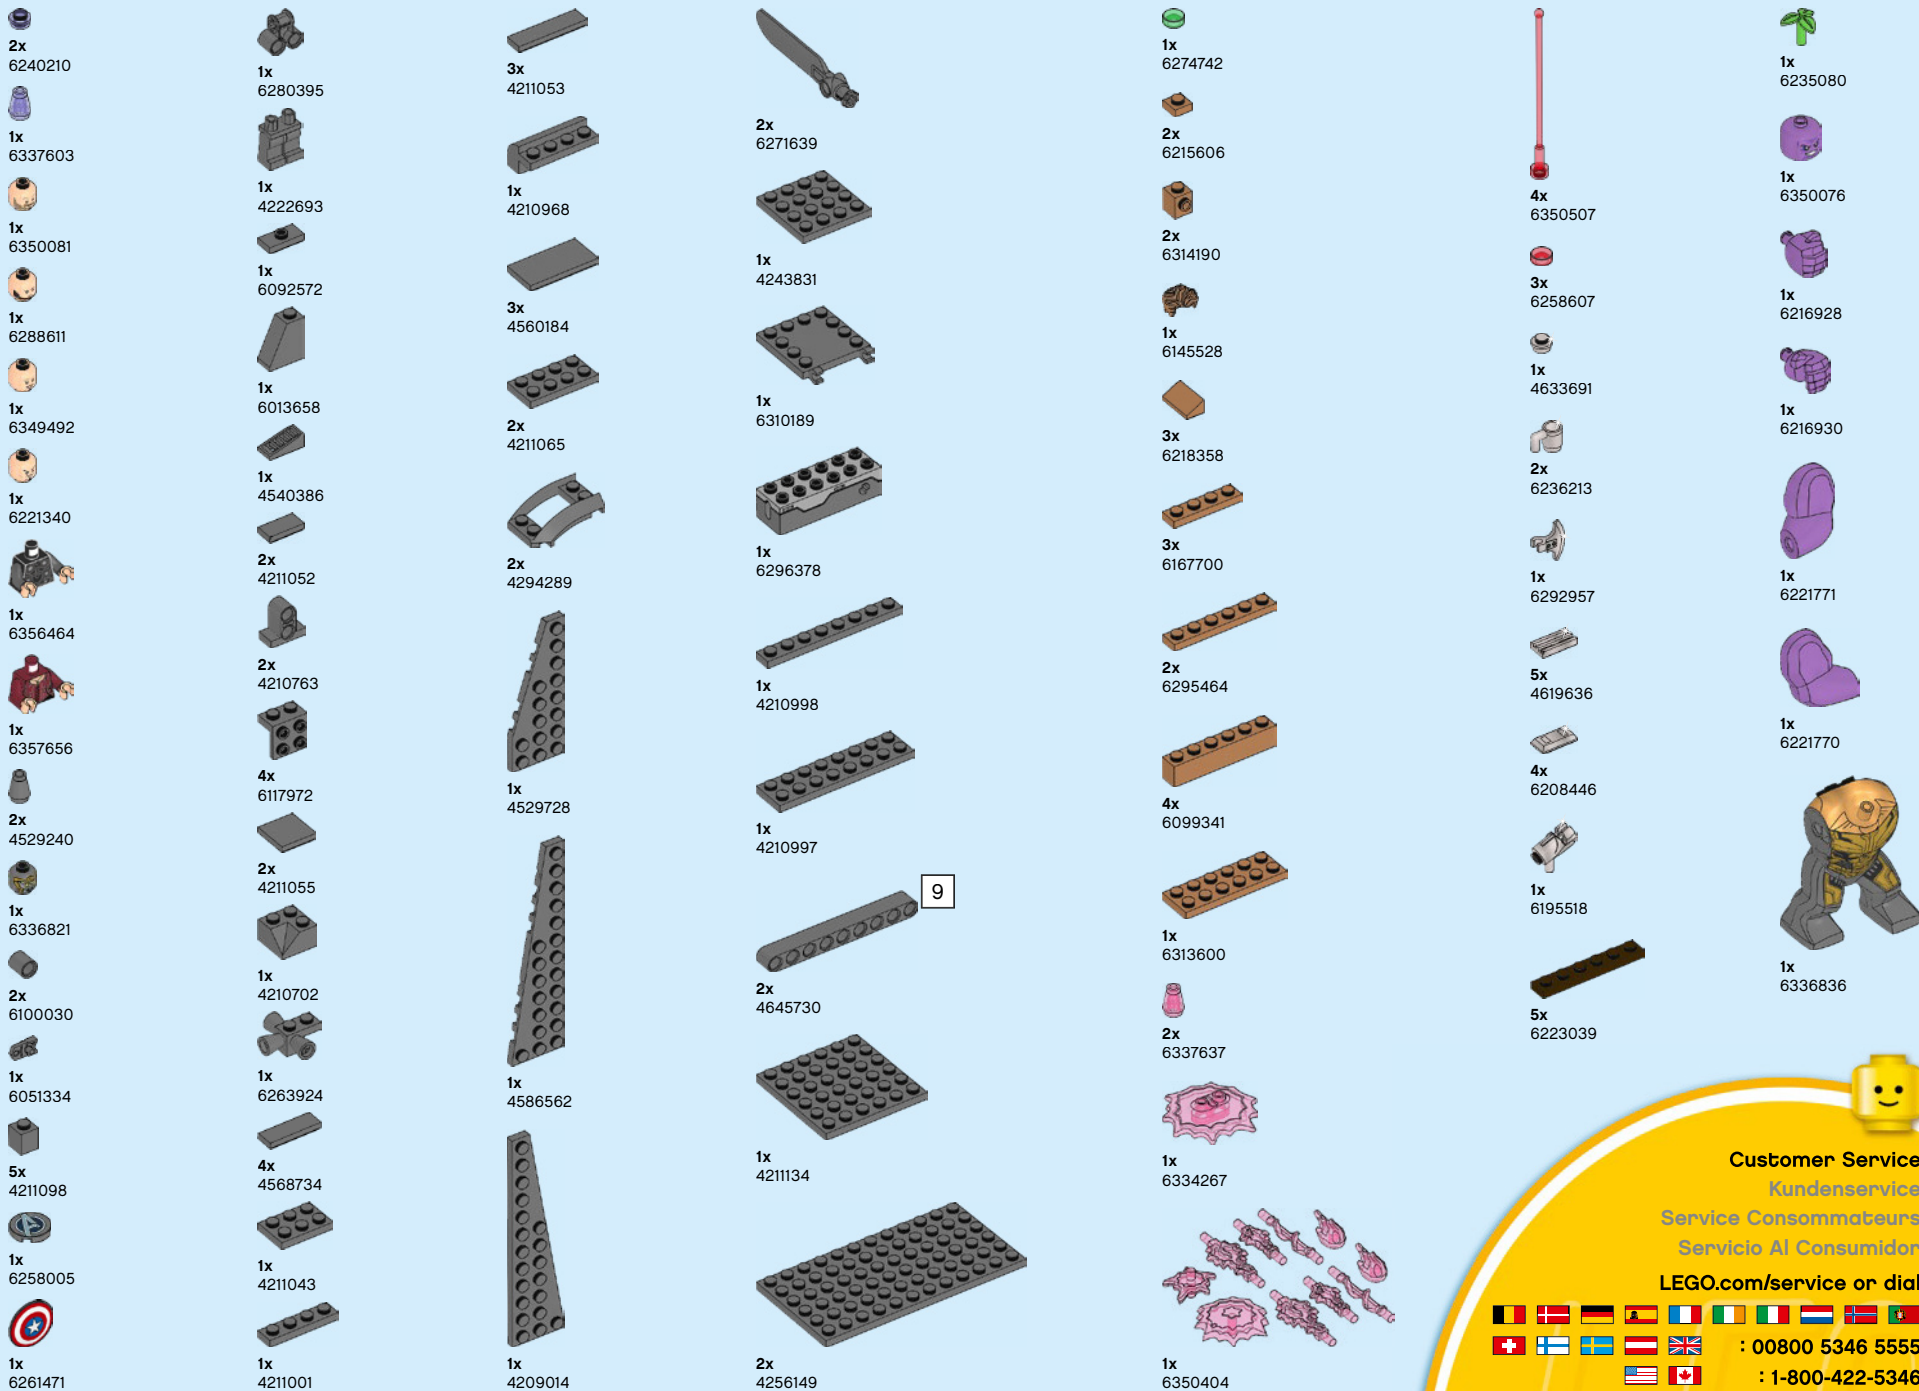 2x
6240210
1x
6337603
1x
6350081
1x
6288611
1x
6349492
1x
6221340
1x
6356464
1x
6357656
2x
4529240
1x
6336821
2x
6100030
1x
6051334
5x
4211098
1x
6258005
1x
6261471
1x
6280395
1x
4222693
1x
6092572
1x
6013658
1x
4540386
2x
4211052
2x
4210763
4x
6117972
2x
4211055
1x
4210702
1x
6263924
4x
4568734
1x
4211043
1x
4211001
3x
4211053
1x
4210968
3x
4560184
2x
4211065
2x
4294289
1x
4529728
1x
4586562
1x
4209014
2x
6271639
1x
4243831
1x
6310189
1x
6296378
1x
4210998
1x
4210997
9
2x
4645730
1x
4211134
2x
4256149
1x
6274742
2x
6215606
2x
6314190
1x
6145528
3x
6218358
3x
6167700
2x
6295464
4x
6099341
1x
6313600
2x
6337637
1x
6334267
1x
6350404
4x
6350507
3x
6258607
1x
4633691
2x
6236213
1x
6292957
5x
4619636
4x
6208446
1x
6195518
5x
6223039
1x
6235080
1x
6350076
1x
6216928
1x
6216930
1x
6221771
1x
6221770
1x
6336836
Customer Service
Kundenservice
Service Consommateurs
Servicio Al Consumidor
LEGO.com/service or dial
: 00800 5346 5555
: 1-800-422-5346